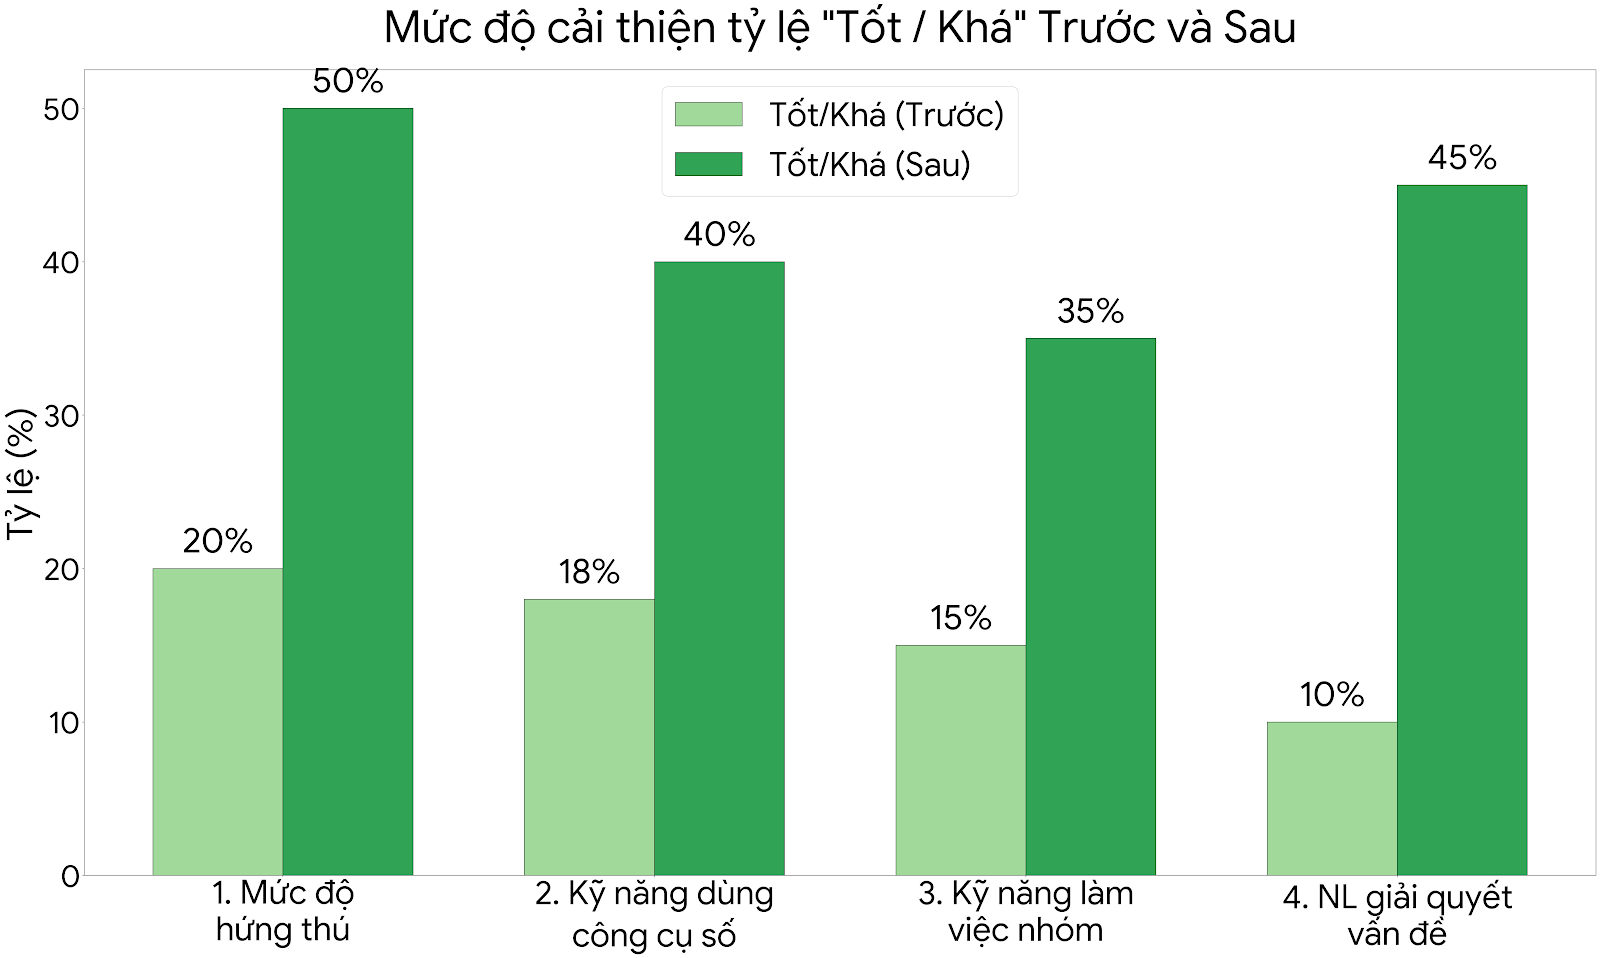 Mức độ cải thiện tỷ lệ "Tốt / Khá" Trước và Sau
Tốt/Khá (Trước)
Tốt/Khá (Sau)
Tỷ lệ (%)
50
40
30
20
10
0
20%
50%
18%
40%
15%
35%
10%
45%
1. Mức độ
hứng thú
2. Kỹ năng dùng
công cụ số
3. Kỹ năng làm
việc nhóm
4. NL giải quyết
vấn đề